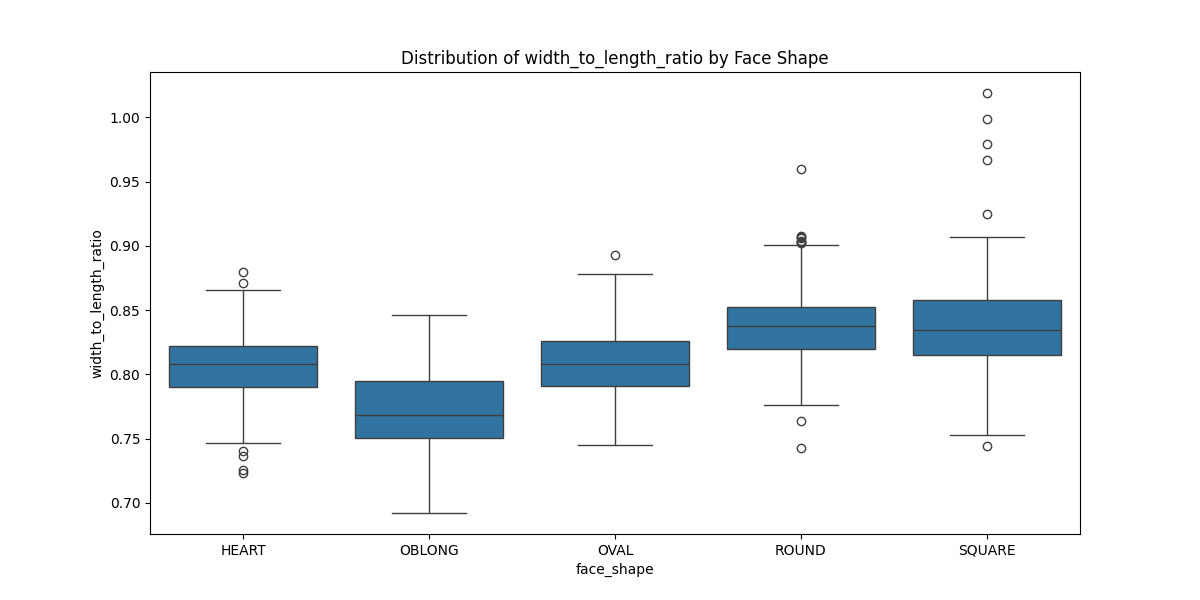 Distribution of width_to_length_ratio by Face Shape
width_to_length_ratio
1.00
0.95
0.90
0.85
0.80
0.75
0.70
HEART OBLONG OVAL ROUND SQUARE
face_shape